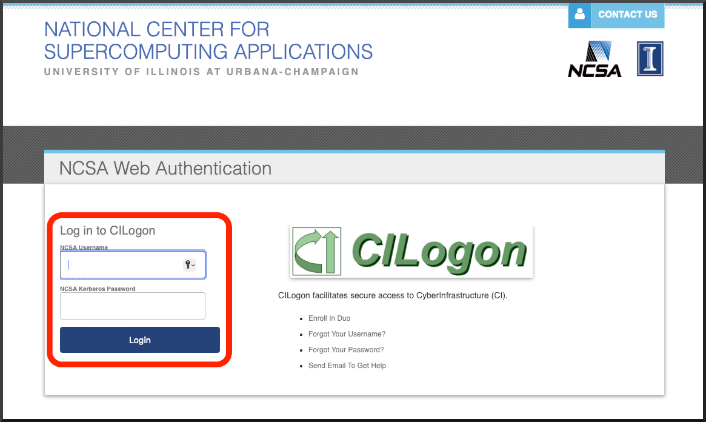 CONTACT US
NATIONAL CENTER FOR
SUPERCOMPUTING APPLICATIONS
UNIVERSITY OF ILLINOIS AT URBANA-CHAMPAIGN
NCSA
I
NCSA Web Authentication
Log in to CILogon
NCSA Username
NCSA Kerberos Password
Login
CI
CILogon
CILogon facilitates secure access to CyberInfrastructure (CI).
Enroll In Duo
Forgot Your Username?
Forgot Your Password?
Send Email To Get Help